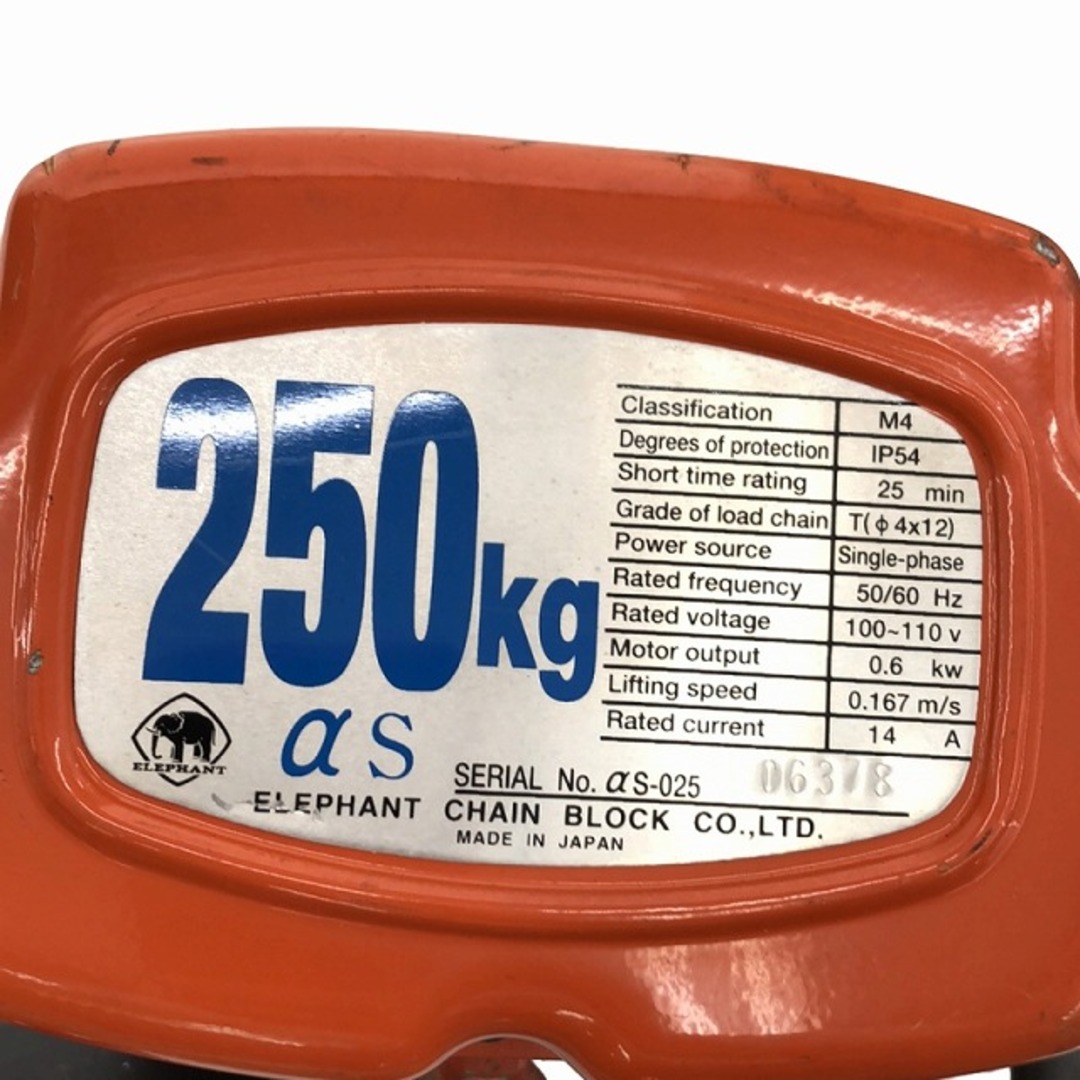 250kg
αS
ELEPHANT
Classification M4
Degrees of protection IP54
Short time rating 25 min
Grade of load chain T(φ4x12)
Power source Single-phase
Rated frequency 50/60 Hz
Rated voltage 100~110 v
Motor output 0.6 kw
Lifting speed 0.167 m/s
Rated current 14 A
SERIAL No. αS-025 06378
ELEPHANT CHAIN BLOCK CO.,LTD.
MADE IN JAPAN